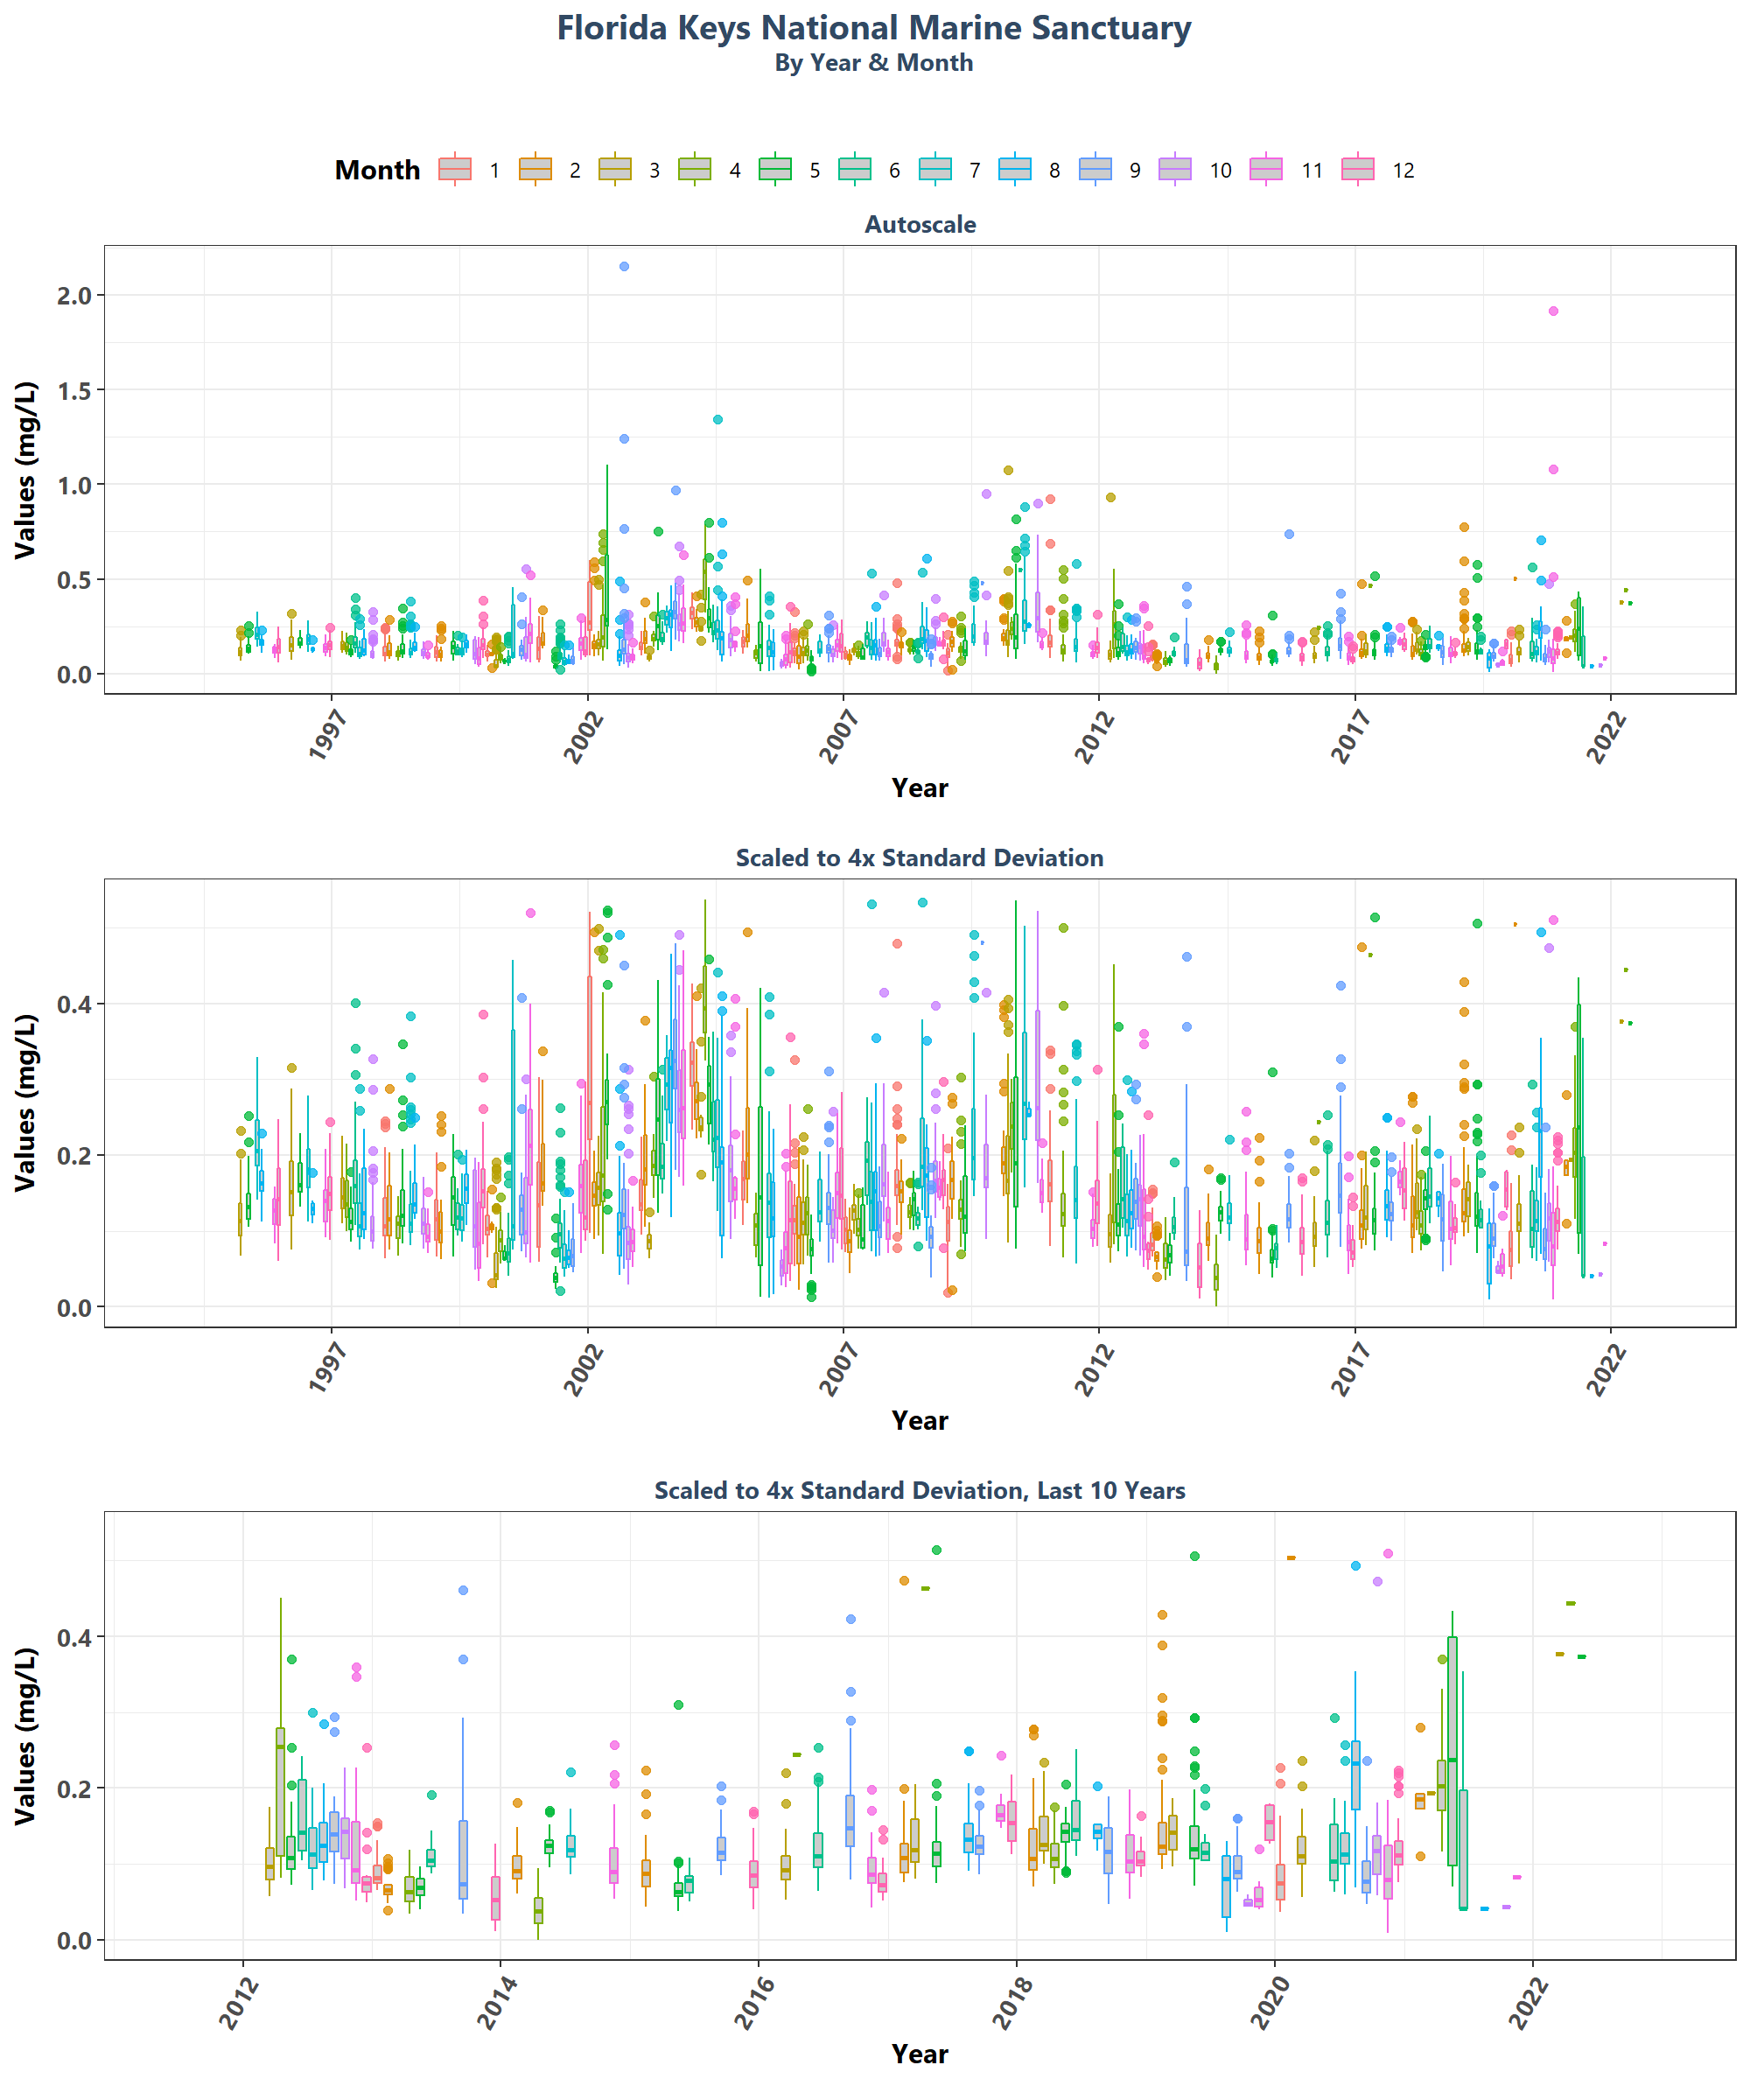 Florida Keys National Marine Sanctuary
By Year & Month
Month 1 2 3 4 5 6 7 8 9 10 11 12
Autoscale
Values (mg/L)
2.0
1.5
1.0
0.5
0.0
1997 2002 2007 2012 2017 2022
Year
Scaled to 4x Standard Deviation
Values (mg/L)
0.4
0.2
0.0
1997 2002 2007 2012 2017 2022
Year
Scaled to 4x Standard Deviation, Last 10 Years
Values (mg/L)
0.4
0.2
0.0
2012 2014 2016 2018 2020 2022
Year